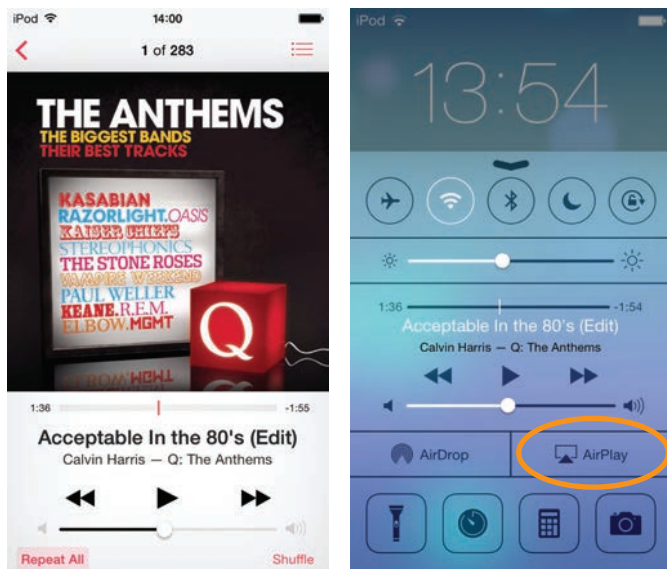 iPod 14:00
1 of 283
THE ANTHEMS
THE BIGGEST BANDS
THEIR BEST TRACKS
KASABIAN
RAZORLIGHT.OASIS
KAISER CHIEFS
STEREOPHONICS
THE STONE ROSES
VAMPIRE WEEKEND
PAUL WELLER
KEANE.R.E.M.
ELBOW.MGMT
Q
ELBOW.MGMT
1:36 -1:55
Acceptable In the 80's (Edit)
Calvin Harris — Q: The Anthems
Repeat All Shuffle
iPod
13:54
1:36 -1:54
Acceptable In the 80's (Edit)
Calvin Harris — Q: The Anthems
AirDrop AirPlay